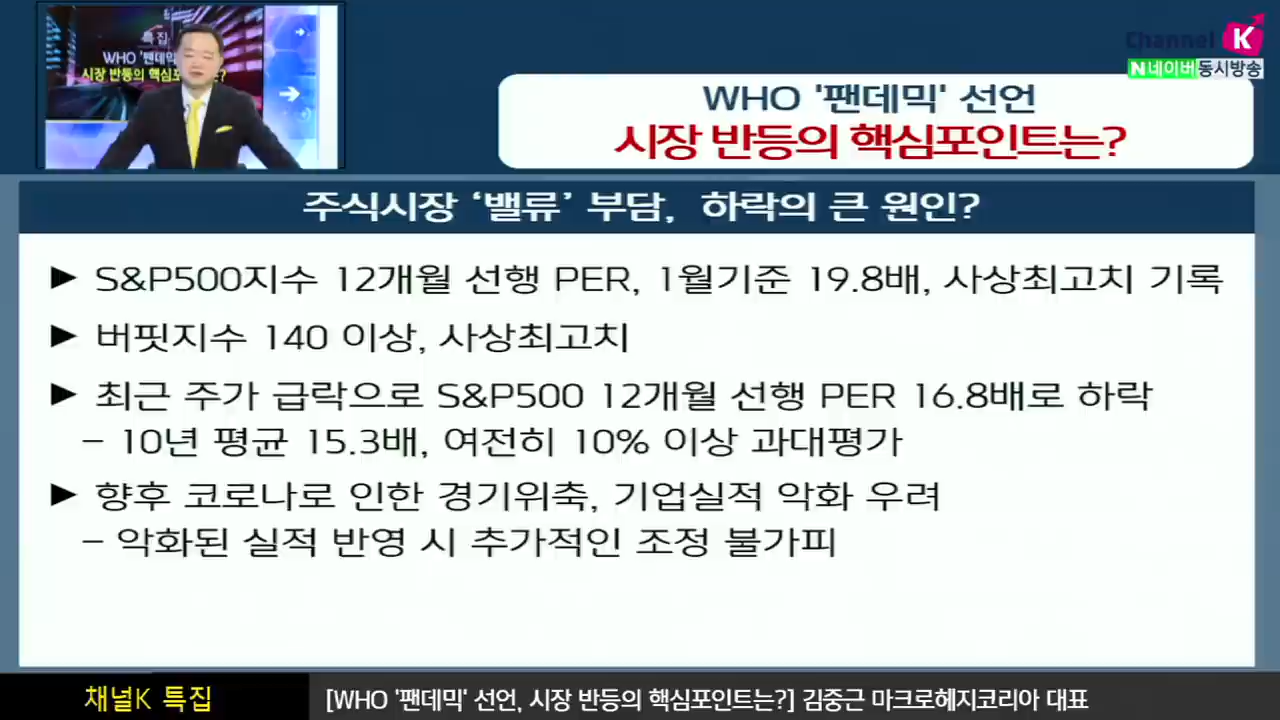 특집
WHO '팬데믹
시장 반등의 핵심포
Channel K
N네이버동시방송
WHO '팬데믹' 선언
시장 반등의 핵심포인트는?
주식시장 ‘밸류’ 부담, 하락의 큰 원인?
▶ S&P500지수 12개월 선행 PER, 1월기준 19.8배, 사상최고치 기록
▶ 버핏지수 140 이상, 사상최고치
▶ 최근 주가 급락으로 S&P500 12개월 선행 PER 16.8배로 하락
– 10년 평균 15.3배, 여전히 10% 이상 과대평가
▶ 향후 코로나로 인한 경기위축, 기업실적 악화 우려
– 악화된 실적 반영 시 추가적인 조정 불가피
채널K 특집
[WHO '팬데믹' 선언, 시장 반등의 핵심포인트는?] 김중근 마크로헤지코리아 대표